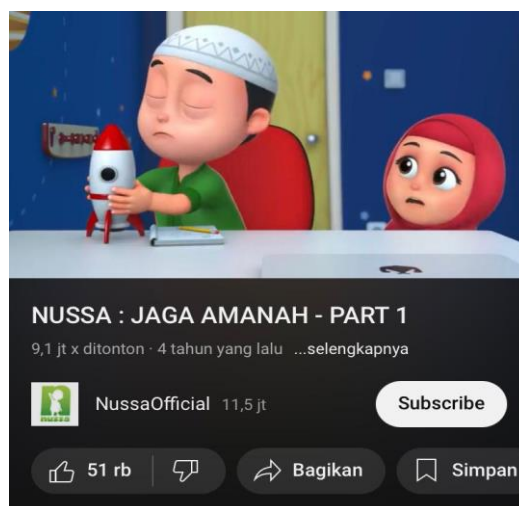 NUSSA : JAGA AMANAH - PART 1
9,1 jt x ditonton · 4 tahun yang lalu ...selengkapnya
nussa
NussaOfficial 11,5 jt
Subscribe
51 rb
Bagikan
Simpan